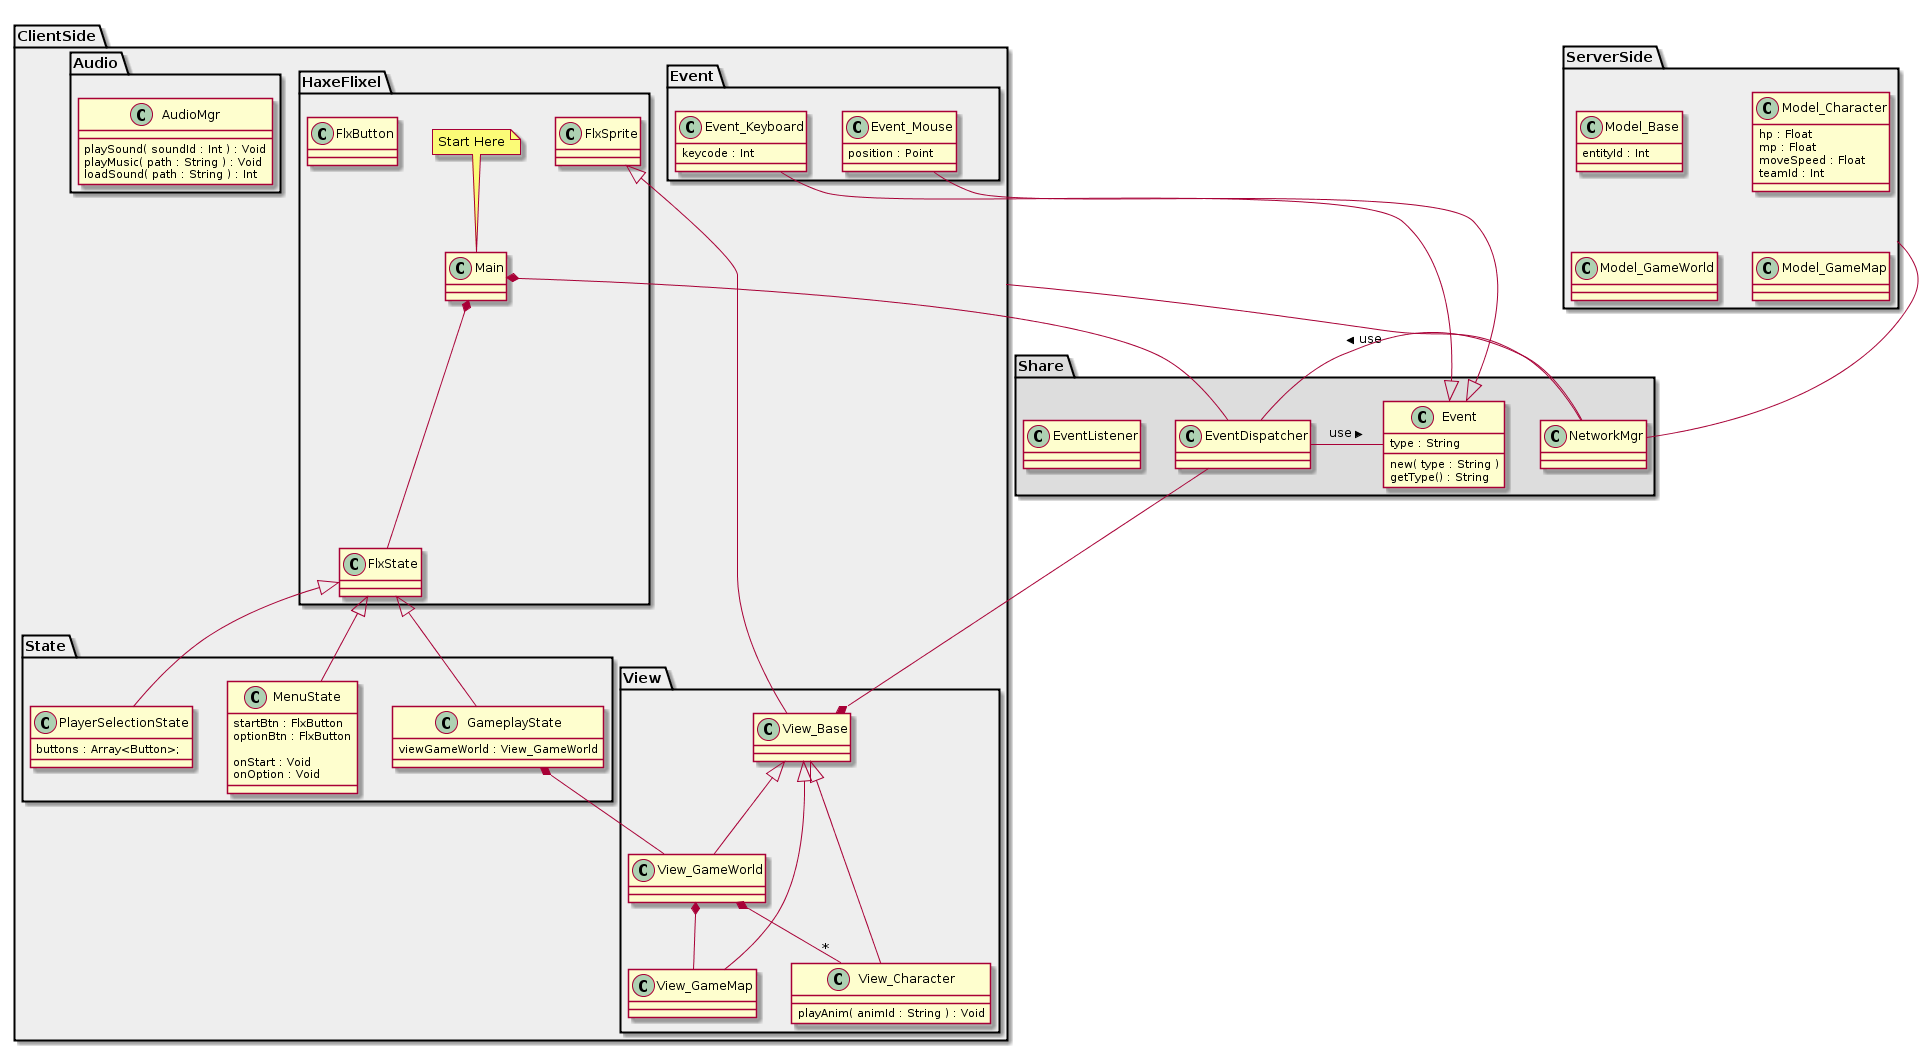 ClientSide
Audio
C AudioMgr
playSound( soundId : Int ) : Void
playMusic( path : String ) : Void
loadSound( path : String ) : Int
HaxeFlixel
C FlxButton
Start Here
C FlxSprite
C Main
C FlxState
Event
C Event_Keyboard
keycode : Int
C Event_Mouse
position : Point
State
C PlayerSelectionState
buttons : Array<Button>;
C MenuState
startBtn : FlxButton
optionBtn : FlxButton
onStart : Void
onOption : Void
C GameplayState
viewGameWorld : View_GameWorld
View
C View_Base
C View_GameWorld
*
C View_GameMap
C View_Character
playAnim( animId : String ) : Void
ServerSide
C Model_Base
entityId : Int
C Model_Character
hp : Float
mp : Float
moveSpeed : Float
teamId : Int
C Model_GameWorld
C Model_GameMap
◄ use
Share
C EventListener
C EventDispatcher
use ►
C Event
type : String
new( type : String )
getType() : String
C NetworkMgr